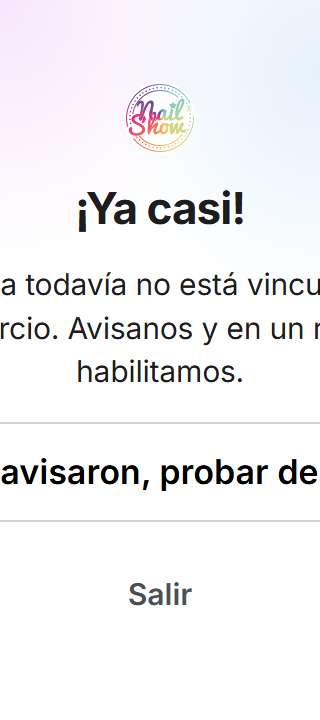 Nail
Show
¡Ya casi!
a todavía no está vincu
rcio. Avisanos y en un
habilitamos.
avisaron, probar de
Salir